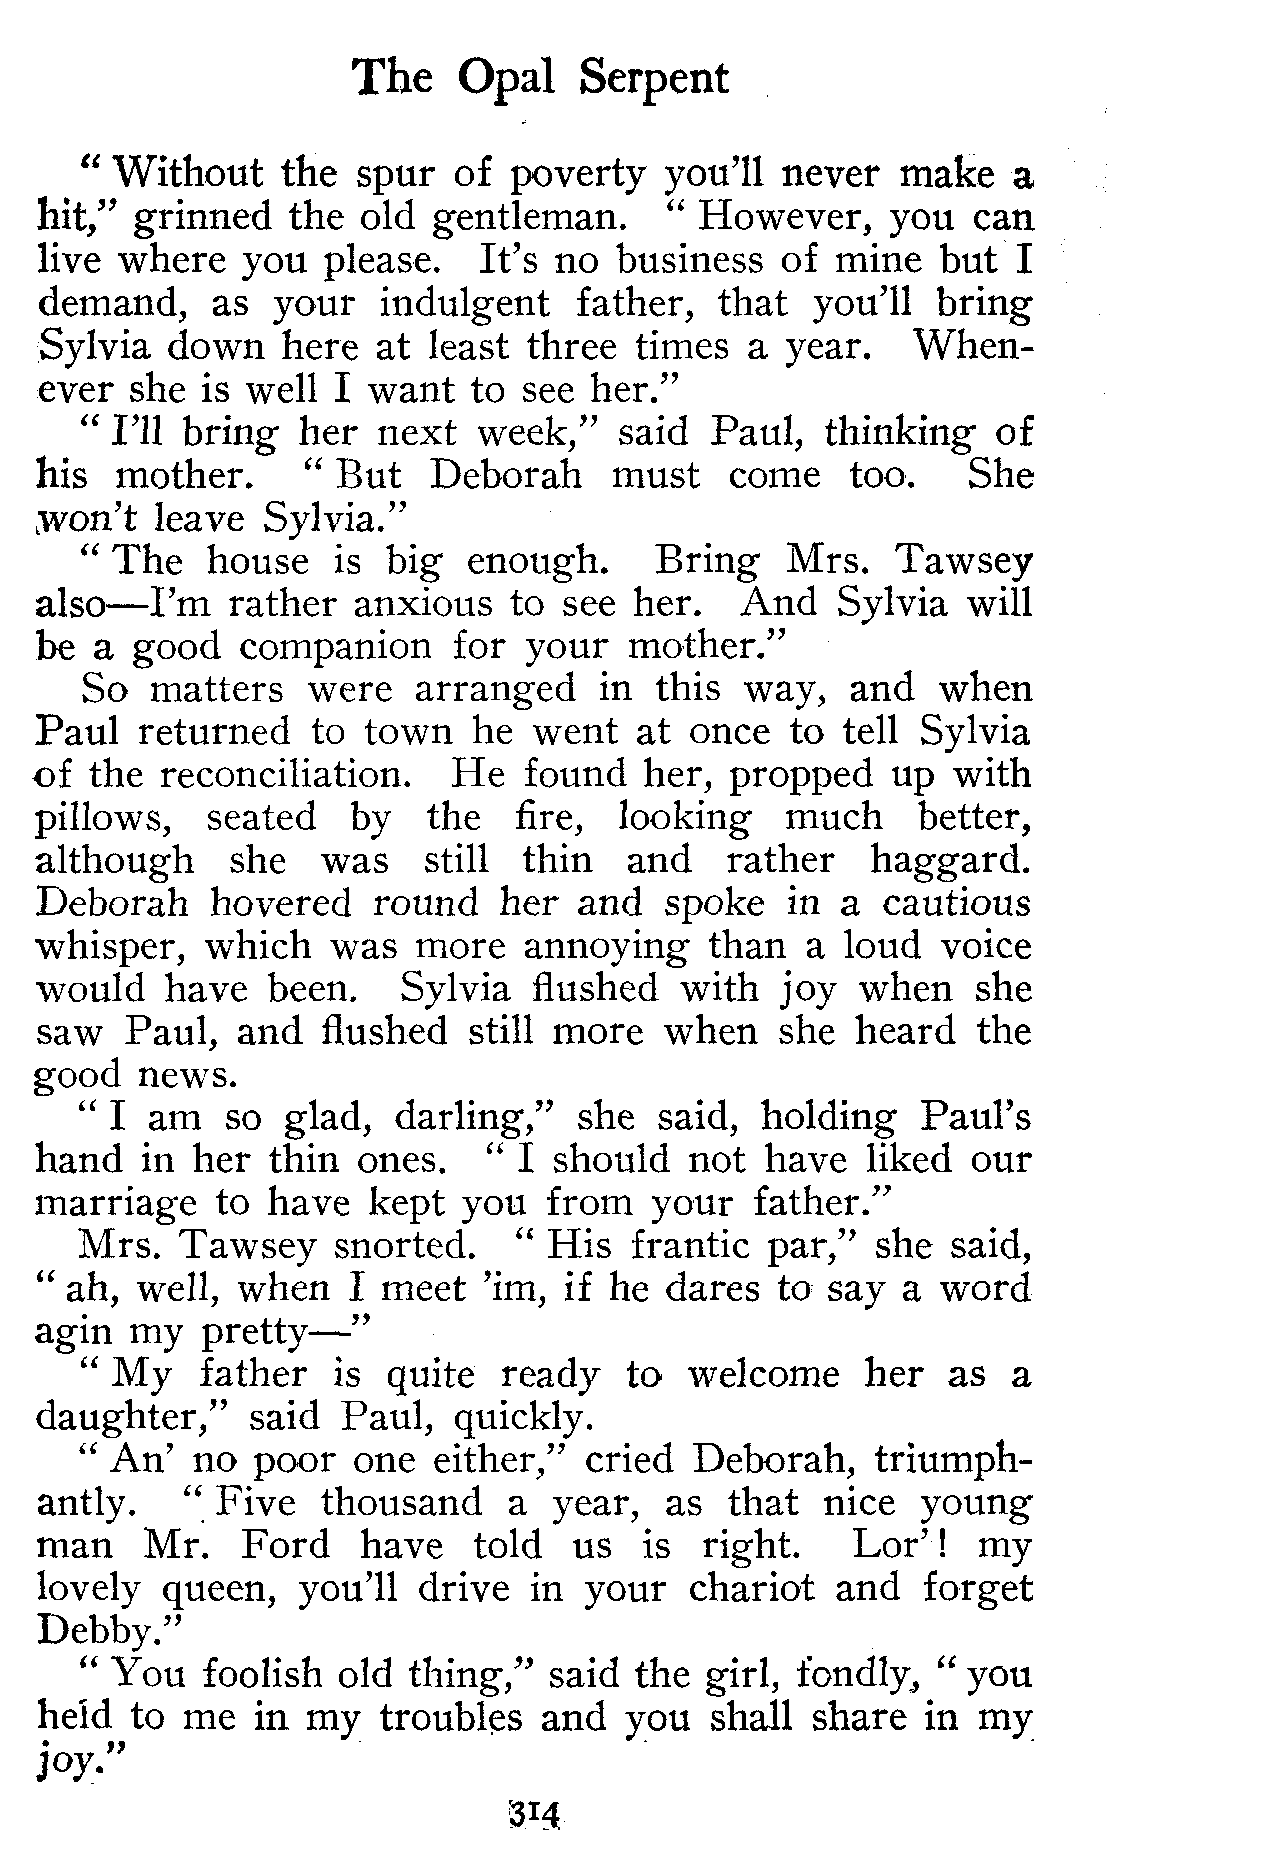 The Opal Serpent
“ Without the spur of poverty you'll never make a
hit,” grinned the old gentleman. “ However, you can
live where you please. It's no business of mine but I
demand, as your indulgent father, that you'll bring
Sylvia down here at least three times a year. When-
ever she is well I want to see her.”
“ I'll bring her next week,” said Paul, thinking of
his mother. “ But Deborah must come too. She
won't leave Sylvia.”
“ The house is big enough. Bring Mrs. Tawsey
also—I'm rather anxious to see her. And Sylvia will
be a good companion for your mother.”
So matters were arranged in this way, and when
Paul returned to town he went at once to tell Sylvia
of the reconciliation. He found her, propped up with
pillows, seated by the fire, looking much better,
although she was still thin and rather haggard.
Deborah hovered round her and spoke in a cautious
whisper, which was more annoying than a loud voice
would have been. Sylvia flushed with joy when she
saw Paul, and flushed still more when she heard the
good news.
“ I am so glad, darling,” she said, holding Paul's
hand in her thin ones. “ I should not have liked our
marriage to have kept you from your father.”
Mrs. Tawsey snorted. “ His frantic par,” she said,
“ ah, well, when I meet 'im, if he dares to say a word
agin my pretty—”
“ My father is quite ready to welcome her as a
daughter,” said Paul, quickly.
“ An' no poor one either,” cried Deborah, triumph-
antly. “ Five thousand a year, as that nice young
man Mr. Ford have told us is right. Lor'! my
lovely queen, you'll drive in your chariot and forget
Debby.”
“ You foolish old thing,” said the girl, fondly, “ you
held to me in my troubles and you shall share in my
joy.”
314